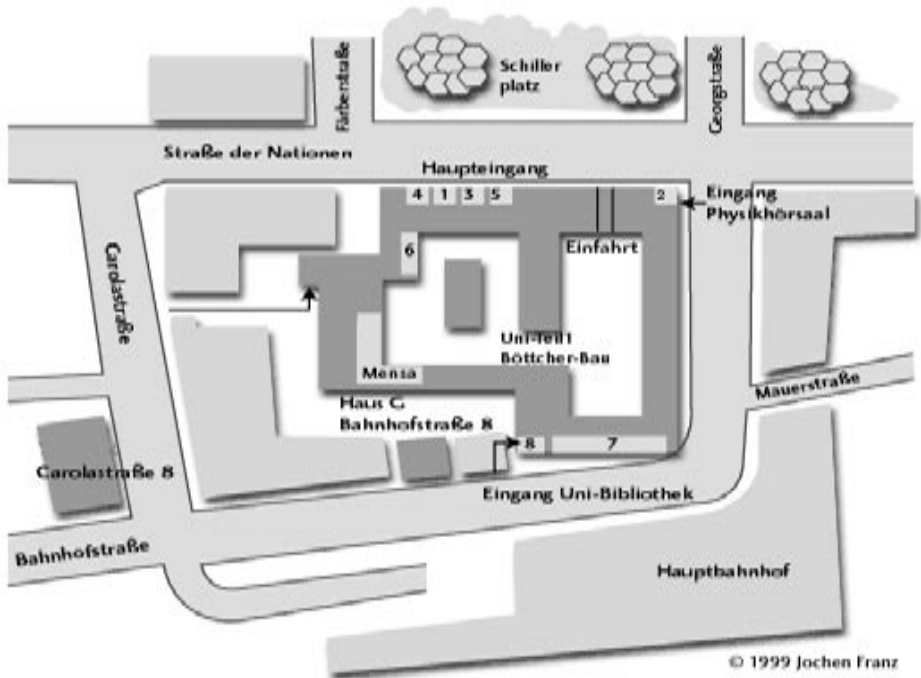 Färberstraße
Schiller
platz
Georgstraße
Straße der Nationen
Haupteingang
4 1 3 5
2
Eingang
Physikhörsaal
6
Einfahrt
Carolastraße
Uni-Teil I
Böttcher-Bau
Mensa
Mauerstraße
Haus G
Bahnhofstraße 8
8
7
Carolastraße 8
Eingang Uni-Bibliothek
Bahnhofstraße
Hauptbahnhof
© 1999 Jochen Franz